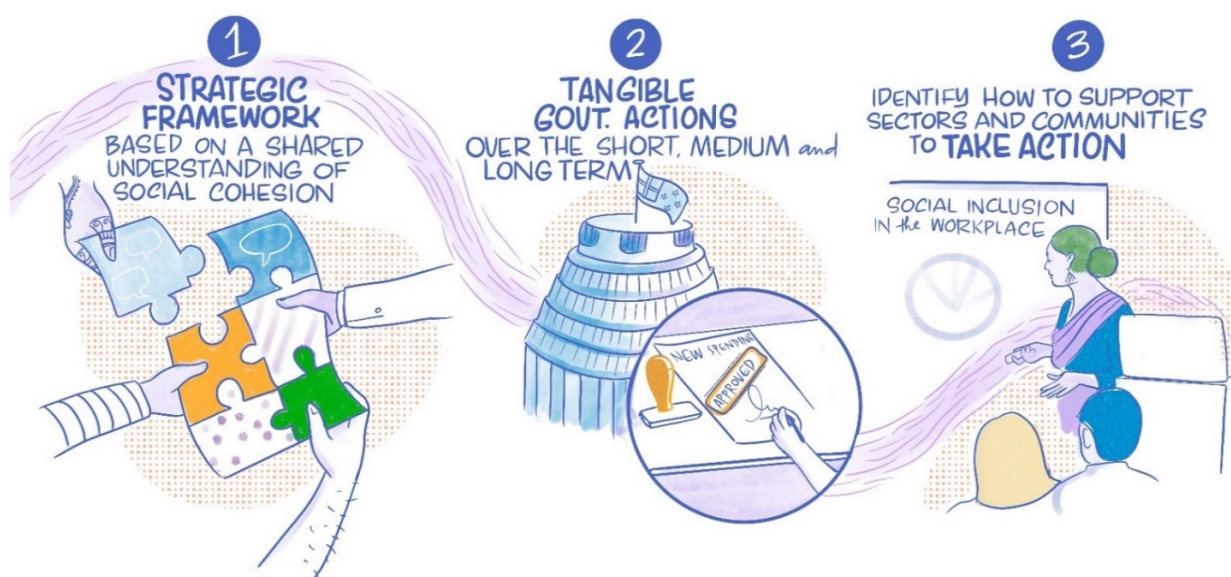 1
STRATEGIC
FRAMEWORK
BASED ON A SHARED
UNDERSTANDING OF
SOCIAL COHESION
2
TANGIBLE
GOVT. ACTIONS
OVER THE SHORT, MEDIUM and
LONG TERM
NEW SPENDING
APPROVED
3
IDENTIFY HOW TO SUPPORT
SECTORS AND COMMUNITIES
TO TAKE ACTION
SOCIAL INCLUSION
IN the WORKPLACE